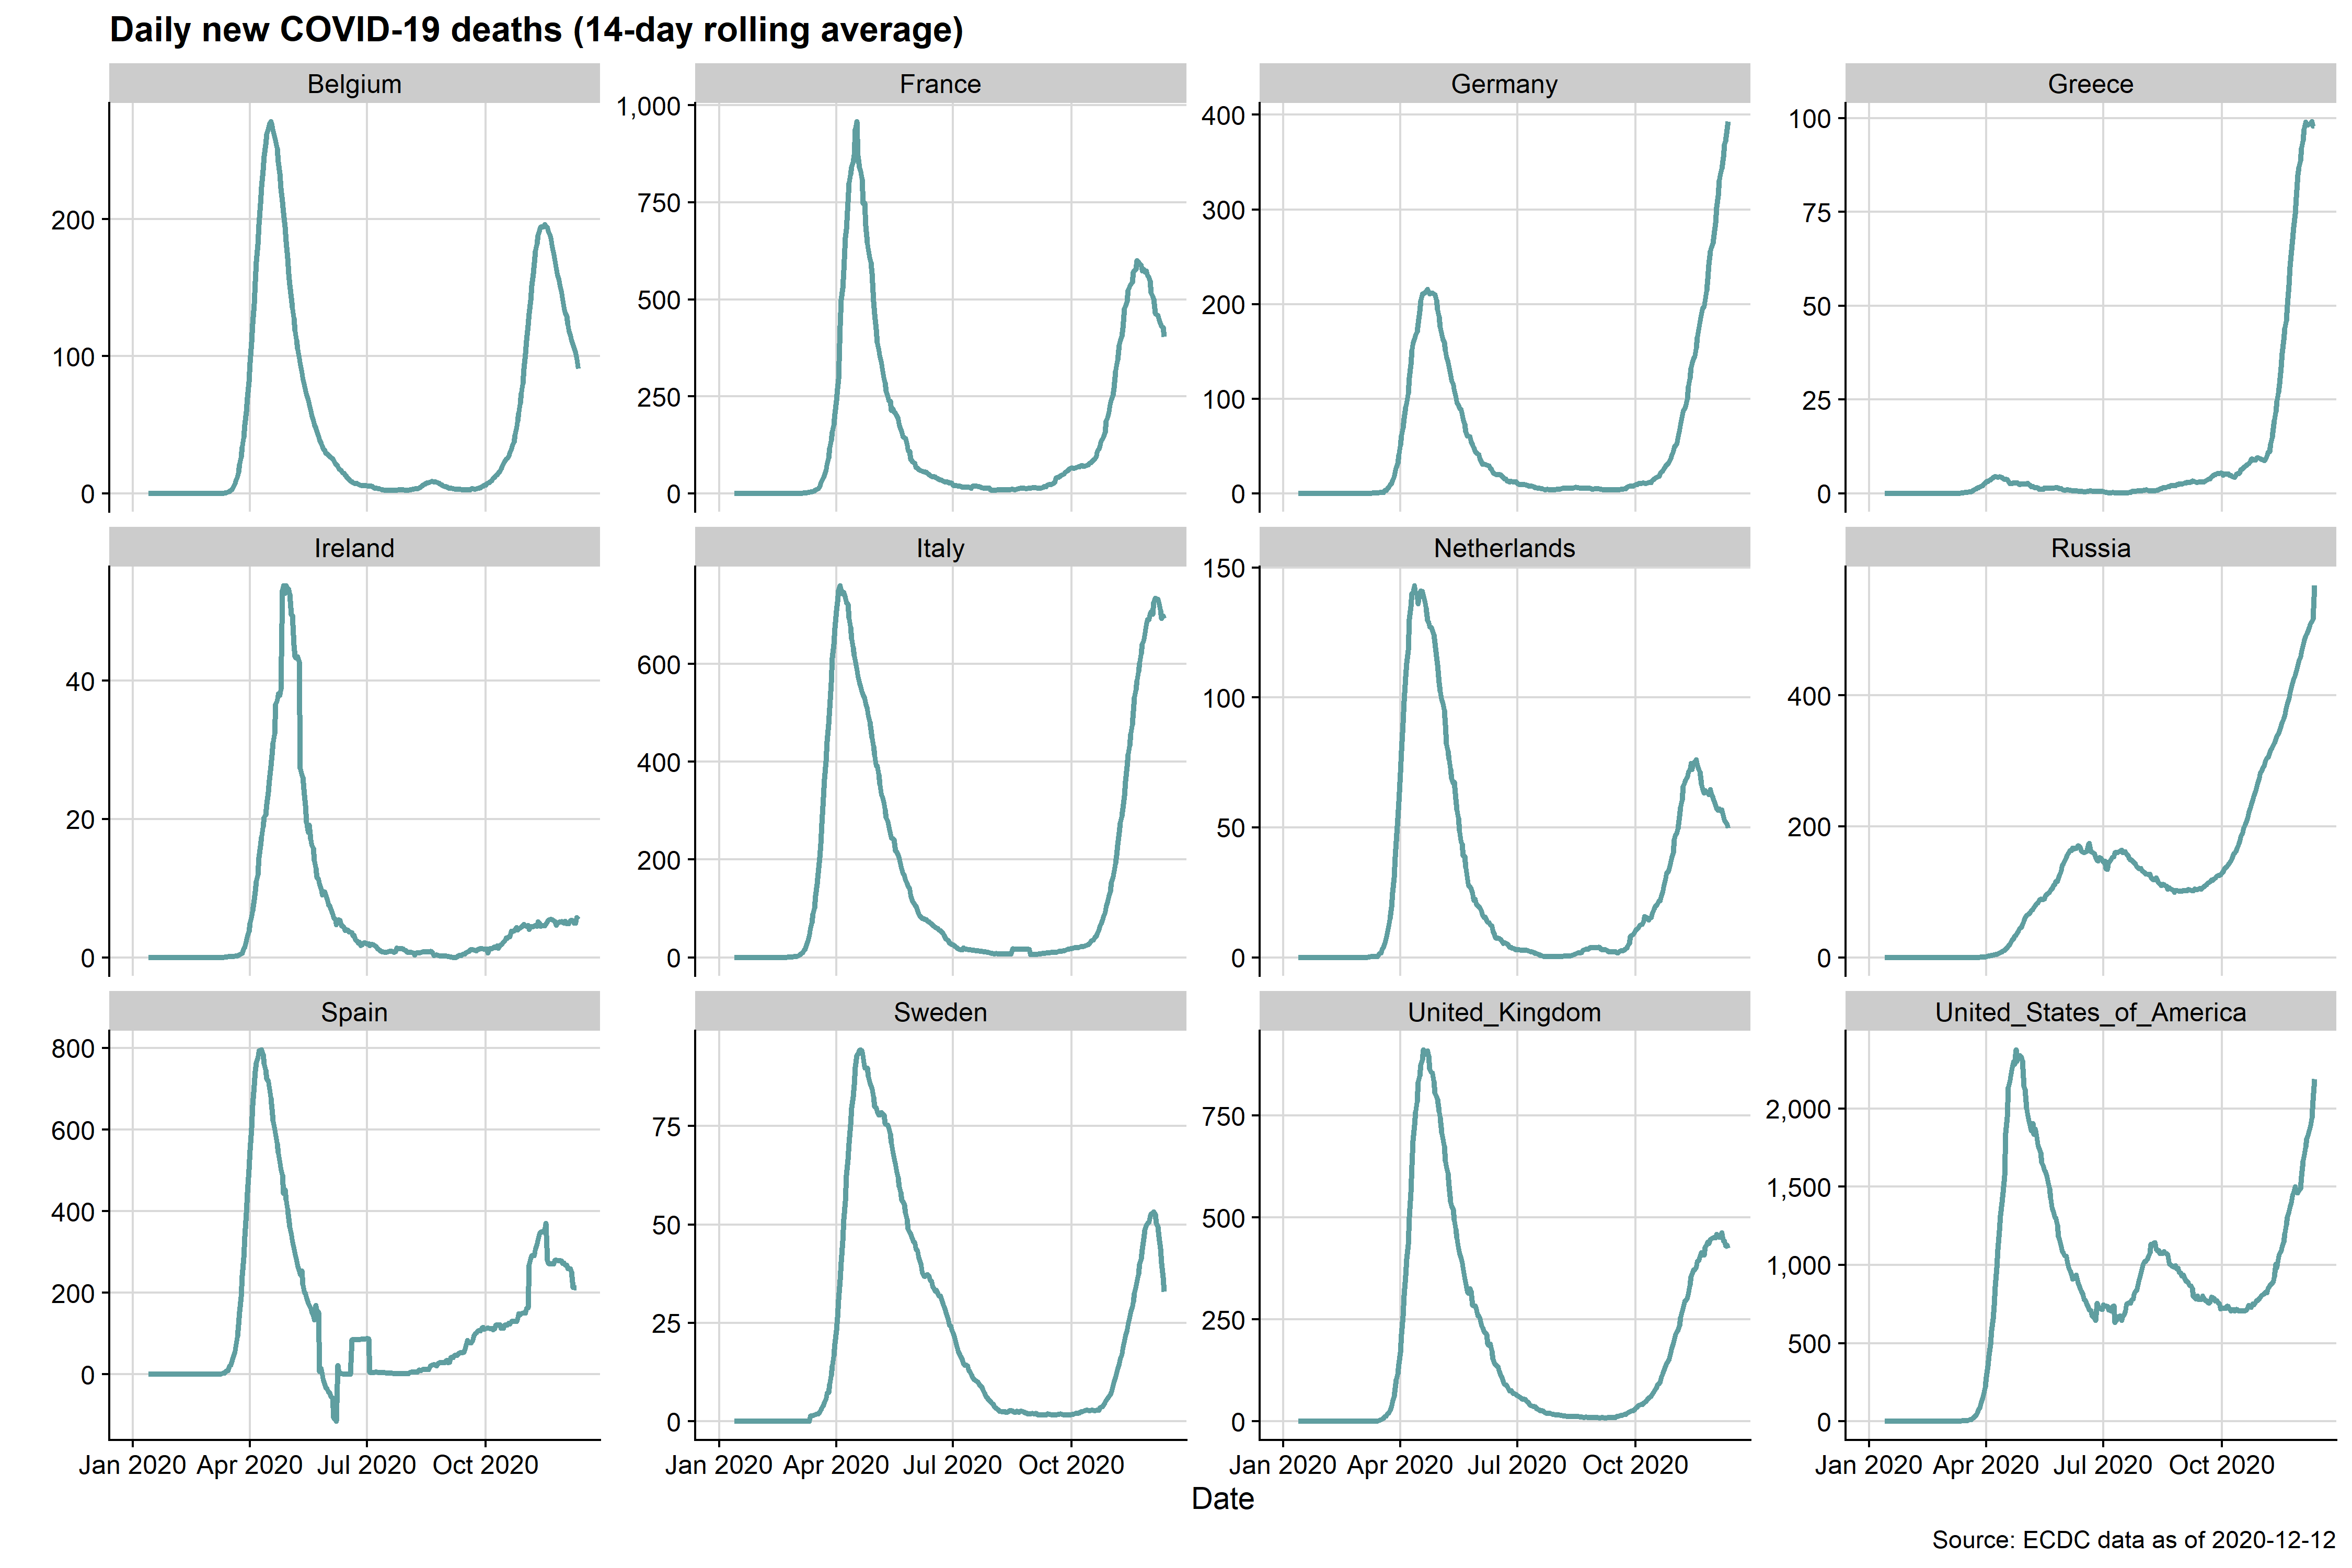 Daily new COVID-19 deaths (14-day rolling average)
Belgium
France
Germany
Greece
200
100
0
1,000
750
500
250
0
400
300
200
100
0
100
75
50
25
0
Ireland
Italy
Netherlands
Russia
40
20
0
600
400
200
0
150
100
50
0
400
200
0
Spain
Sweden
United_Kingdom
United_States_of_America
800
600
400
200
0
75
50
25
0
750
500
250
0
2,000
1,500
1,000
500
0
Jan 2020 Apr 2020 Jul 2020 Oct 2020
Jan 2020 Apr 2020 Jul 2020 Oct 2020
Jan 2020 Apr 2020 Jul 2020 Oct 2020
Jan 2020 Apr 2020 Jul 2020 Oct 2020
Date
Source: ECDC data as of 2020-12-12